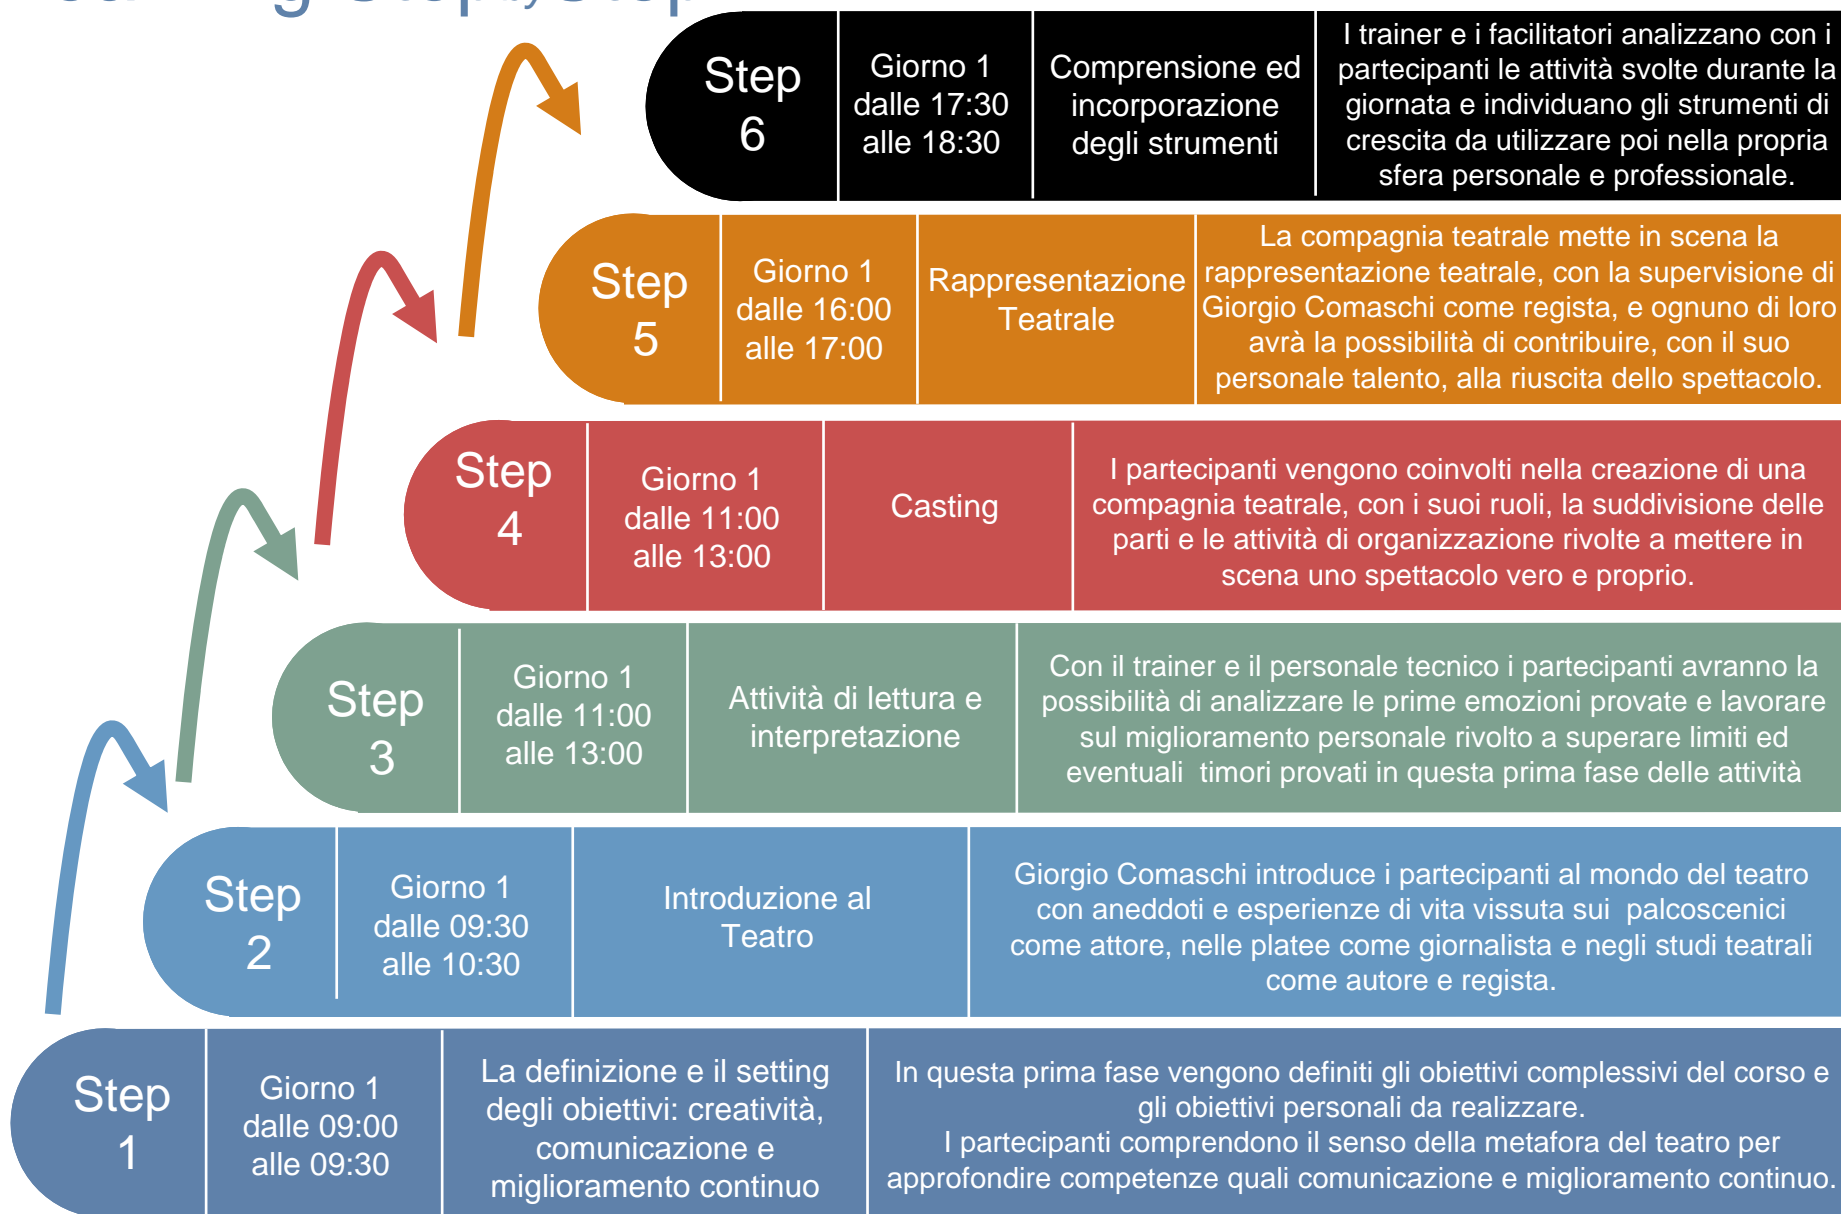 Step by Step
Step
6
Giorno 1
dalle 17:30
alle 18:30
Comprensione ed
incorporazione
degli strumenti
I trainer e i facilitatori analizzano con i
partecipanti le attività svolte durante la
giornata e individuano gli strumenti di
crescita da utilizzare poi nella propria
sfera personale e professionale.
Step
5
Giorno 1
dalle 16:00
alle 17:00
Rappresentazione
Teatrale
La compagnia teatrale mette in scena la
rappresentazione teatrale, con la supervisione di
Giorgio Comaschi come regista, e ognuno di loro
avrà la possibilità di contribuire, con il suo
personale talento, alla riuscita dello spettacolo.
Step
4
Giorno 1
dalle 11:00
alle 13:00
Casting
I partecipanti vengono coinvolti nella creazione di una
compagnia teatrale, con i suoi ruoli, la suddivisione delle
parti e le attività di organizzazione rivolte a mettere in
scena uno spettacolo vero e proprio.
Step
3
Giorno 1
dalle 11:00
alle 13:00
Attività di lettura e
interpretazione
Con il trainer e il personale tecnico i partecipanti avranno la
possibilità di analizzare le prime emozioni provate e lavorare
sul miglioramento personale rivolto a superare limiti ed
eventuali  timori provati in questa prima fase delle attività
Step
2
Giorno 1
dalle 09:30
alle 10:30
Introduzione al
Teatro
Giorgio Comaschi introduce i partecipanti al mondo del teatro
con aneddoti e esperienze di vita vissuta sui  palcoscenici
come attore, nelle platee come giornalista e negli studi teatrali
come autore e regista.
Step
1
Giorno 1
dalle 09:00
alle 09:30
La definizione e il setting
degli obiettivi: creatività,
comunicazione e
miglioramento continuo
In questa prima fase vengono definiti gli obiettivi complessivi del corso e
gli obiettivi personali da realizzare.
I partecipanti comprendono il senso della metafora del teatro per
approfondire competenze quali comunicazione e miglioramento continuo.